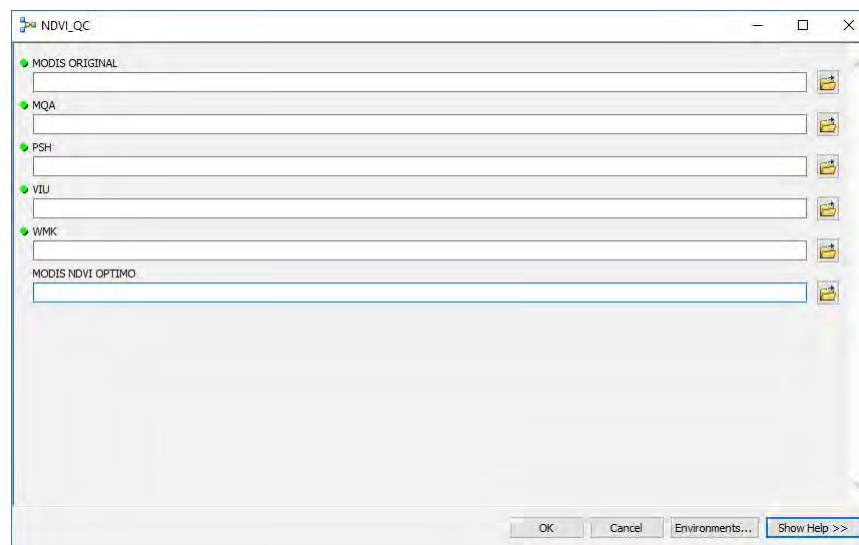 NDVI_QC
MODIS ORIGINAL
MQA
PSH
VIU
WMK
MODIS NDVI OPTIMO
OK Cancel Environments... Show Help >>